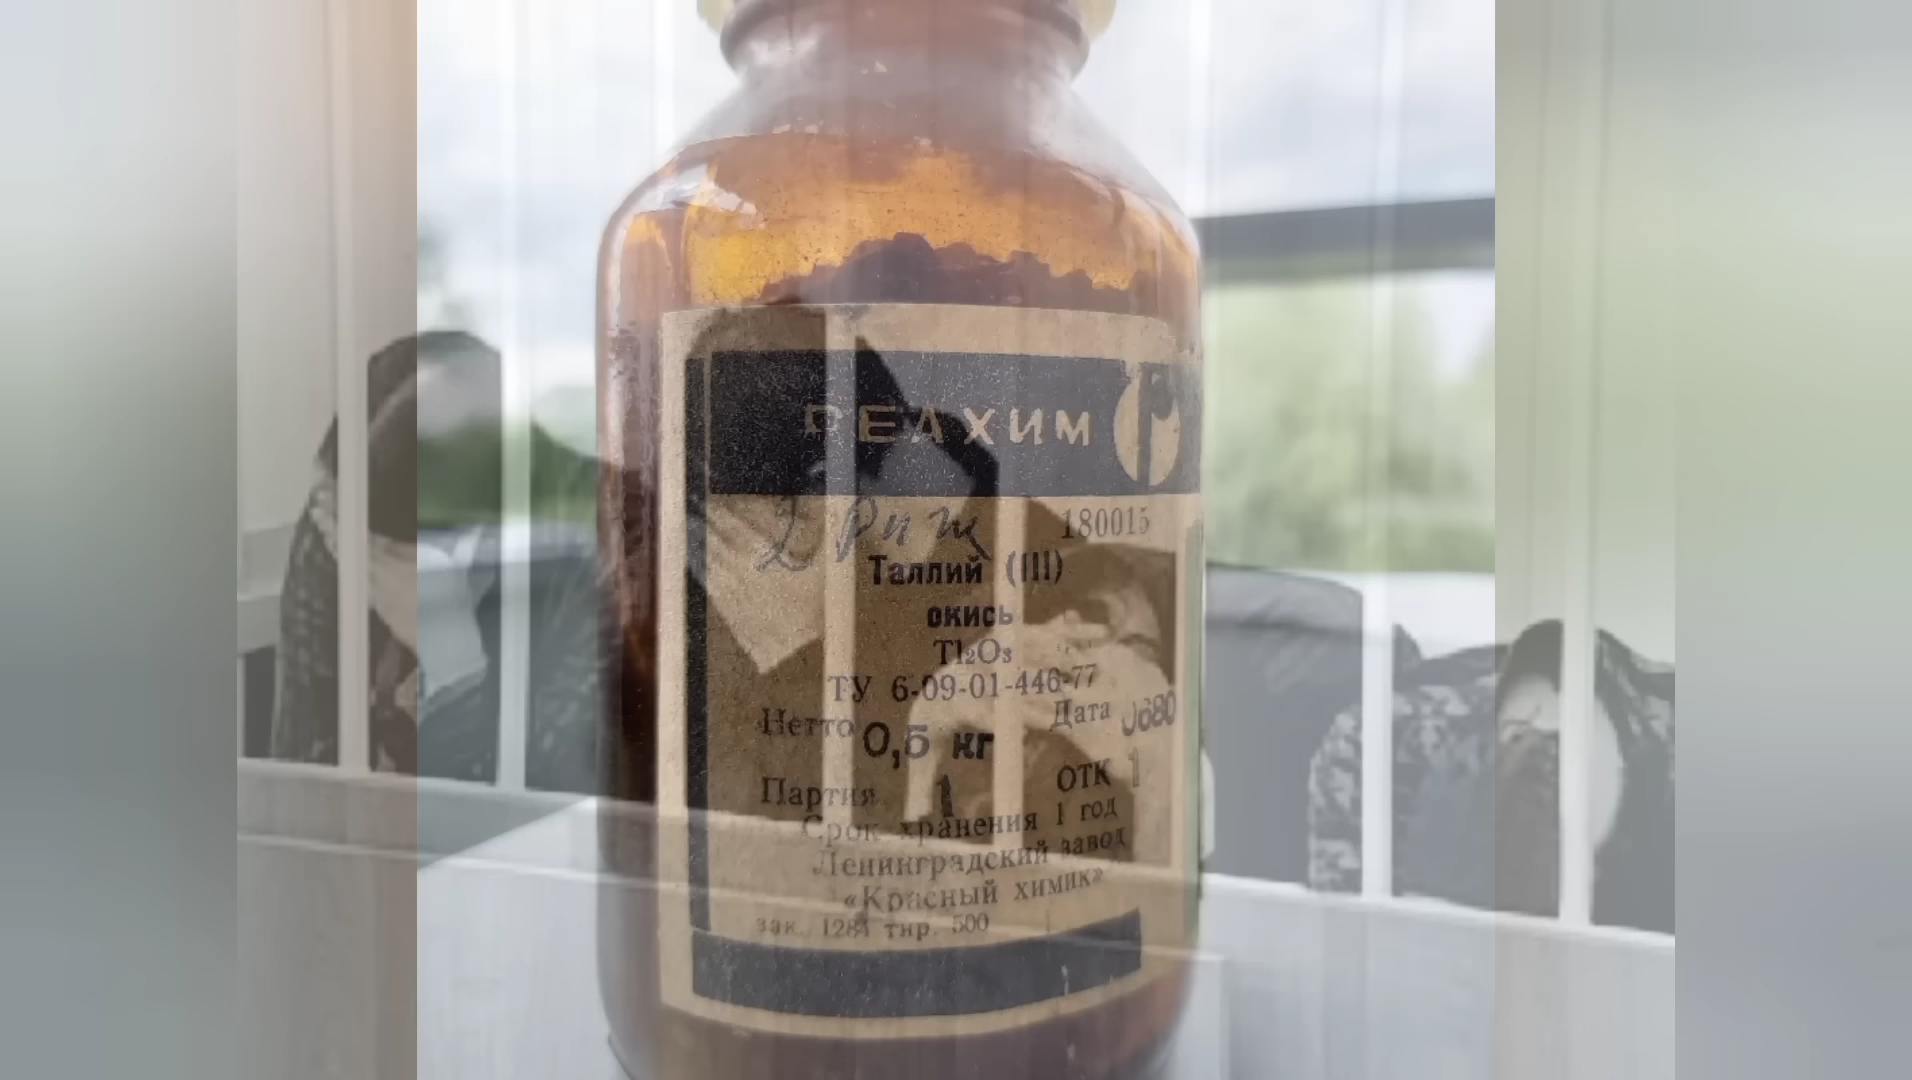 РЕАХИМ
180015
Таллий (III)
окись
Tl₂O₃
ТУ 6-09-01-446-77
Нетто 0,5 кг Дата 0680
Партия 1 ОТК 1
Срок хранения 1 год
Ленинградский завод
«Красный химик»
зак. 1284 тир. 500